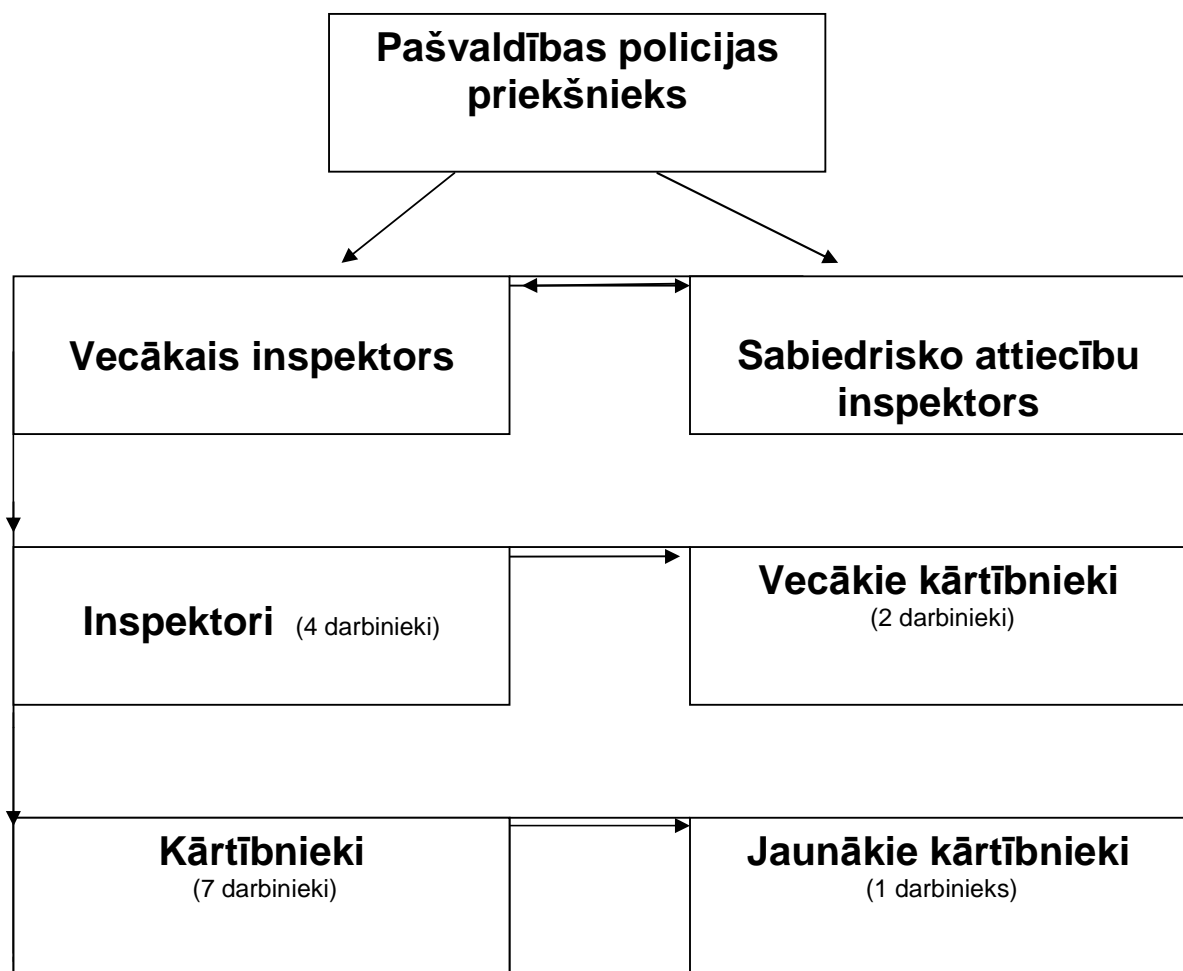 Pašvaldības policijas
priekšnieks
Vecākais inspektors
Sabiedrisko attiecību
inspektors
Inspektori (4 darbinieki)
Vecākie kārtībnieki
(2 darbinieki)
Kārtībnieki
(7 darbinieki)
Jaunākie kārtībnieki
(1 darbinieks)